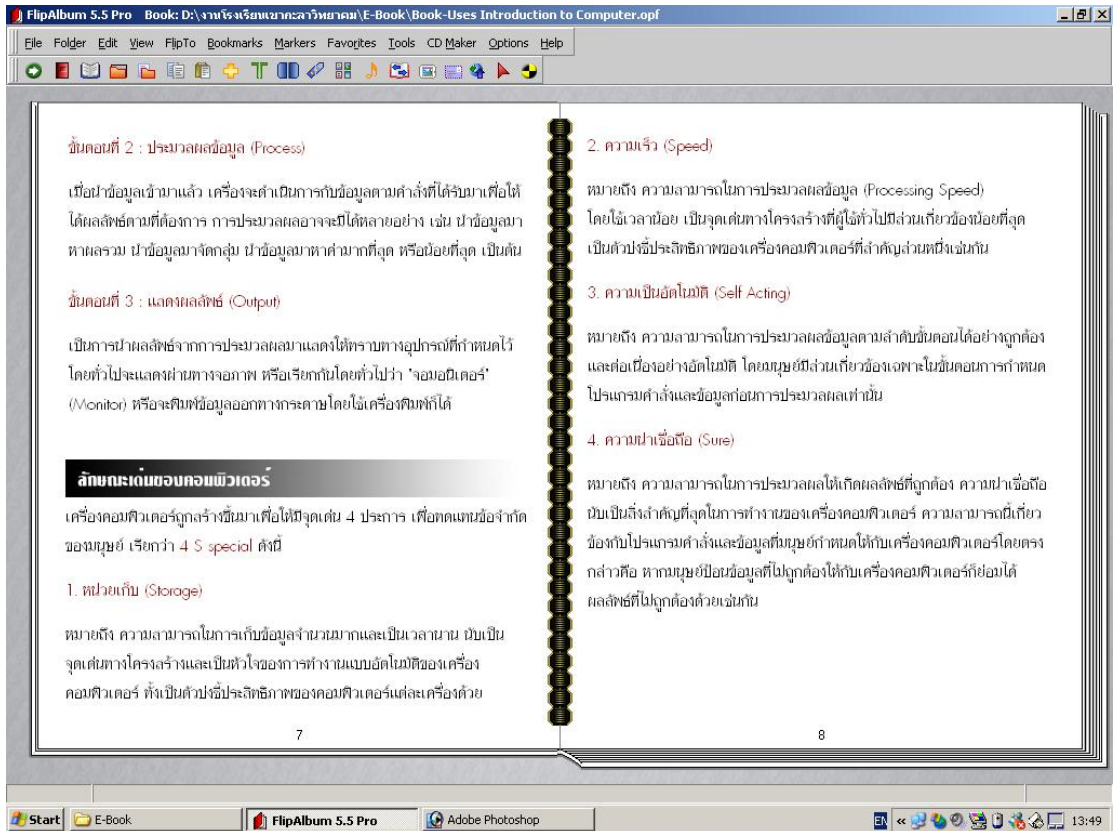 FlipAlbum 5.5 Pro   Book: D:\งานโรงเรียนเขากะลาวิทยาคม\E-Book\Book-Uses Introduction to Computer.opf
File Folder Edit View FlipTo Bookmarks Markers Favorites Tools CD Maker Options Help
ขั้นตอนที่ 2 : ประมวลผลข้อมูล (Process)
เมื่อนำข้อมูลเข้ามาแล้ว เครื่องจะดำเนินการกับข้อมูลตามคำสั่งที่ได้รับมาเพื่อให้
ได้ผลลัพธ์ตามที่ต้องการ การประมวลผลอาจจะมีได้หลายอย่าง เช่น นำข้อมูลมา
หาผลรวม นำข้อมูลมาจัดกลุ่ม นำข้อมูลมาหาค่ามากที่สุด หรือน้อยที่สุด เป็นต้น
ขั้นตอนที่ 3 : แสดงผลลัพธ์ (Output)
เป็นการนำผลลัพธ์จากการประมวลผลมาแสดงให้ทราบทางอุปกรณ์ที่กำหนดไว้
โดยทั่วไปจะแสดงผ่านทางจอภาพ หรือเรียกกันโดยทั่วไปว่า "จอมอนิเตอร์"
(Monitor) หรือจะพิมพ์ข้อมูลออกทางกระดาษโดยใช้เครื่องพิมพ์ก็ได้
ลักษณะเด่นของคอมพิวเตอร์
เครื่องคอมพิวเตอร์ถูกสร้างขึ้นมาเพื่อให้มีจุดเด่น 4 ประการ เพื่อทดแทนข้อจำกัด
ของมนุษย์ เรียกว่า 4 S special ดังนี้
1. หน่วยเก็บ (Storage)
หมายถึง ความสามารถในการเก็บข้อมูลจำนวนมากและเป็นเวลานาน นับเป็น
จุดเด่นทางโครงสร้างและเป็นหัวใจของการทำงานแบบอัตโนมัติของเครื่อง
คอมพิวเตอร์ ทั้งเป็นตัวบ่งชี้ประสิทธิภาพของคอมพิวเตอร์แต่ละเครื่องด้วย
7
2. ความเร็ว (Speed)
หมายถึง ความสามารถในการประมวลผลข้อมูล (Processing Speed)
โดยใช้เวลาน้อย เป็นจุดเด่นทางโครงสร้างที่ผู้ใช้ทั่วไปมีส่วนเกี่ยวข้องน้อยที่สุด
เป็นตัวบ่งชี้ประสิทธิภาพของเครื่องคอมพิวเตอร์ที่สำคัญส่วนหนึ่งเช่นกัน
3. ความเป็นอัตโนมัติ (Self Acting)
หมายถึง ความสามารถในการประมวลผลข้อมูลตามลำดับขั้นตอนได้อย่างถูกต้อง
และต่อเนื่องอย่างอัตโนมัติ โดยมนุษย์มีส่วนเกี่ยวข้องเฉพาะในขั้นตอนการกำหนด
โปรแกรมคำสั่งและข้อมูลก่อนการประมวลผลเท่านั้น
4. ความน่าเชื่อถือ (Sure)
หมายถึง ความสามารถในการประมวลผลให้เกิดผลลัพธ์ที่ถูกต้อง ความน่าเชื่อถือ
นับเป็นสิ่งสำคัญที่สุดในการทำงานของเครื่องคอมพิวเตอร์ ความสามารถนี้เกี่ยว
ข้องกับโปรแกรมคำสั่งและข้อมูลที่มนุษย์กำหนดให้กับเครื่องคอมพิวเตอร์โดยตรง
กล่าวคือ หากมนุษย์ป้อนข้อมูลที่ไม่ถูกต้องให้กับเครื่องคอมพิวเตอร์ก็ย่อมได้
ผลลัพธ์ที่ไม่ถูกต้องด้วยเช่นกัน
8
Start E-Book FlipAlbum 5.5 Pro Adobe Photoshop EN « 13:49